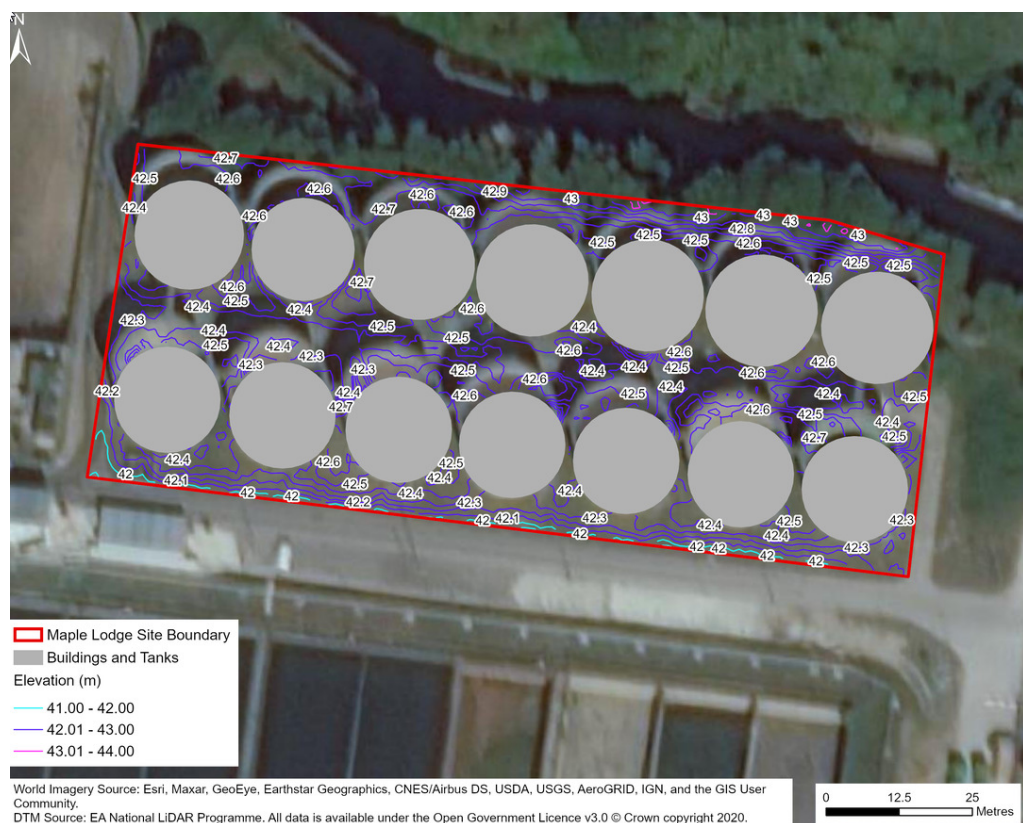 N
42.7
42.5 42.6 42.6 42.6 42.9
42.4 42.6 42.7 42.6 43 43 43 43
42.8 43
42.5 42.5 42.5 42.6
42.5 42.5 42.5
42.6 42.7
42.4 42.5 42.4 42.6
42.3 42.4 42.5 42.4
42.5 42.4 42.3 42.5 42.6 42.6
42.2 42.3 42.3 42.5 42.4 42.4 42.5 42.6 42.6
42.4 42.6 42.6 42.5 42.4 42.4 42.5
42.7 42.6 42.5 42.4
42.7 42.5
42.4 42.6 42.5
42 42.1 42.5 42.4
42 42 42.2 42.4 42.3 42.4
42 42.1 42.3 42.4 42.5 42.3
42 42.4
42 42 42 42 42.3
Maple Lodge Site Boundary
Buildings and Tanks
Elevation (m)
41.00 - 42.00
42.01 - 43.00
43.01 - 44.00
World Imagery Source: Esri, Maxar, GeoEye, Earthstar Geographics, CNES/Airbus DS, USDA, USGS, AeroGRID, IGN, and the GIS User
Community.
DTM Source: EA National LiDAR Programme. All data is available under the Open Government Licence v3.0 © Crown copyright 2020.
0 12.5 25
Metres